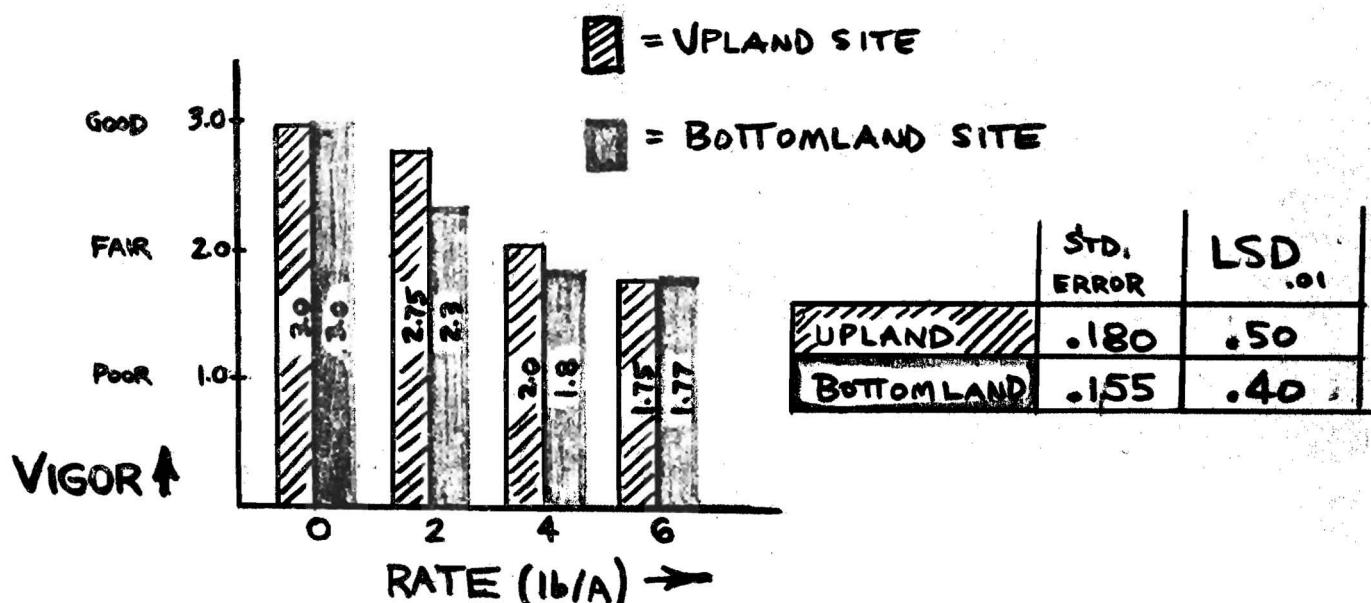 = UPLAND SITE
= BOTTOMLAND SITE
GOOD 3.0
FAIR 2.0
POOR 1.0
VIGOR
3.0 3.0 2.75 2.3 2.0 1.8 1.75 1.77
0 2 4 6
RATE (lb/A)
STD. ERROR LSD .01
UPLAND .180 .50
BOTTOMLAND .155 .40